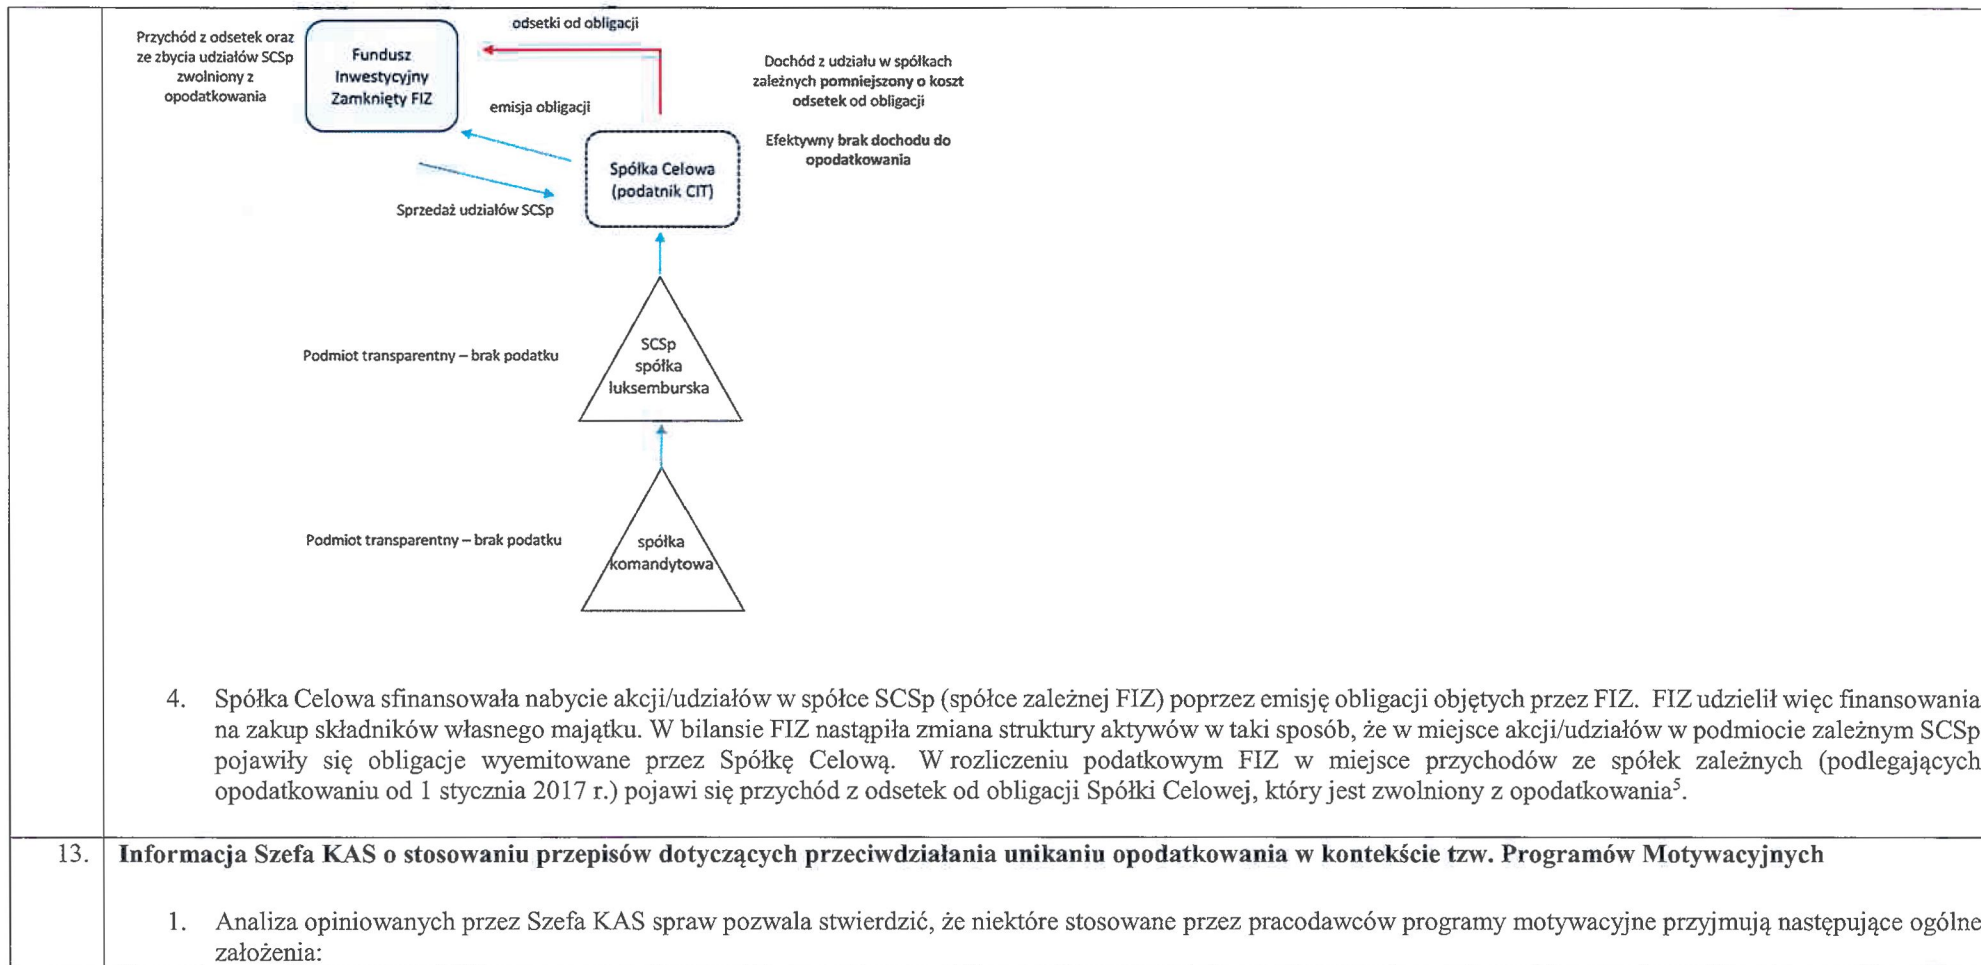 odsetki od obligacji
Przychód z odsetek oraz
ze zbycia udziałów SCSp
zwolniony z
opodatkowania
Fundusz
Inwestycyjny
Zamknięty FIZ
Dochód z udziału w spółkach
zależnych pomniejszony o koszt
odsetek od obligacji
emisja obligacji
Efektywny brak dochodu do
opodatkowania
Spółka Celowa
(podatnik CIT)
Sprzedaż udziałów SCSp
SCSp
spółka
luksemburska
Podmiot transparentny – brak podatku
Podmiot transparentny – brak podatku
spółka
komandytowa
4. Spółka Celowa sfinansowała nabycie akcji/udziałów w spółce SCSp (spółce zależnej FIZ) poprzez emisję obligacji objętych przez FIZ. FIZ udzielił więc finansowania
na zakup składników własnego majątku. W bilansie FIZ nastąpiła zmiana struktury aktywów w taki sposób, że w miejsce akcji/udziałów w podmiocie zależnym SCSp
pojawiły się obligacje wyemitowane przez Spółkę Celową. W rozliczeniu podatkowym FIZ w miejsce przychodów ze spółek zależnych (podlegających
opodatkowaniu od 1 stycznia 2017 r.) pojawi się przychód z odsetek od obligacji Spółki Celowej, który jest zwolniony z opodatkowania⁵.
13. Informacja Szefa KAS o stosowaniu przepisów dotyczących przeciwdziałania unikaniu opodatkowania w kontekście tzw. Programów Motywacyjnych
1. Analiza opiniowanych przez Szefa KAS spraw pozwala stwierdzić, że niektóre stosowane przez pracodawców programy motywacyjne przyjmują następujące ogólne
założenia: